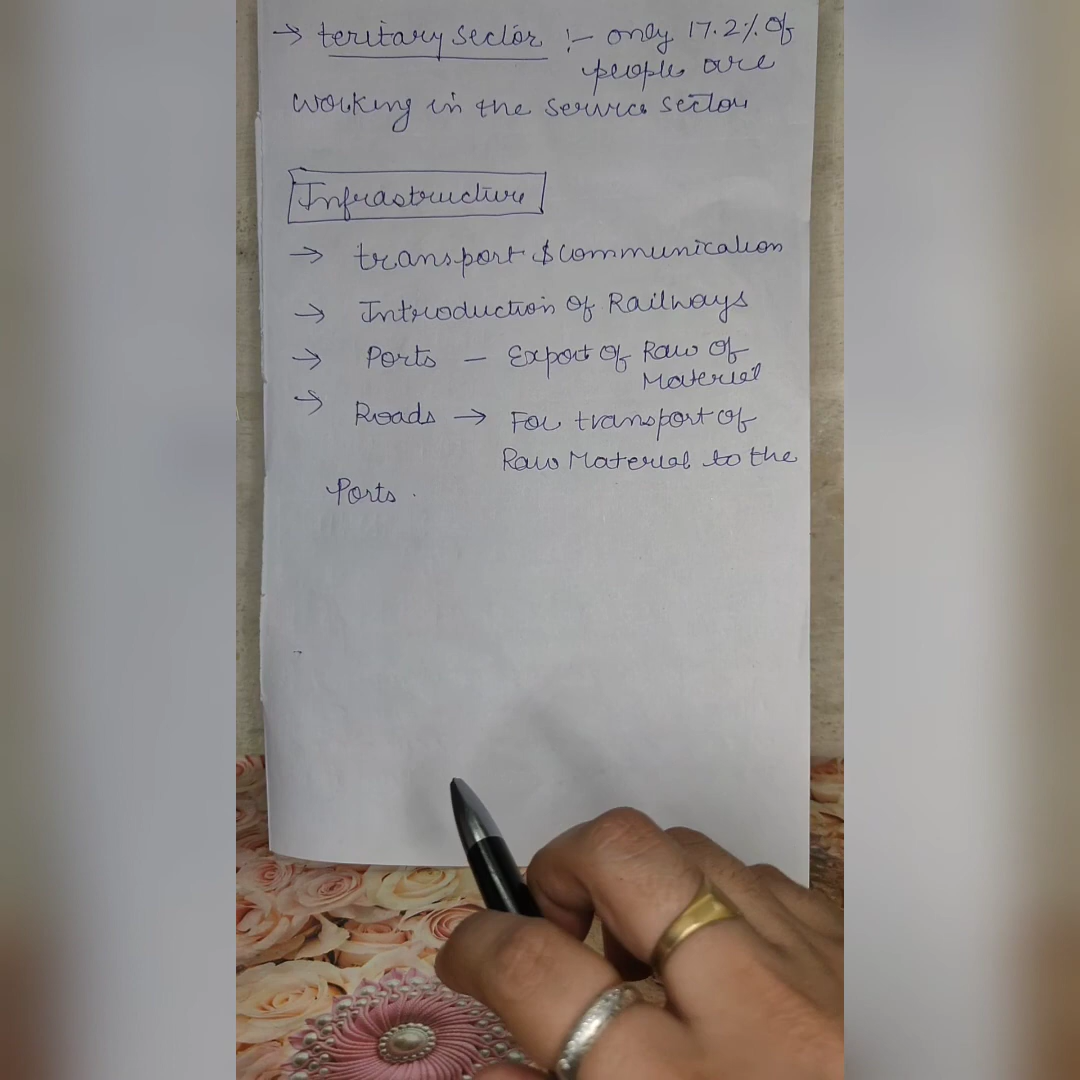 → teritary sector :- only 17.2% of
people are
working in the service sector
Infrastructure
→ transport & communication
→ Introduction of Railways
→ Ports – Export of Raw of
Material
→ Roads → For transport of
Raw Material to the
Ports.